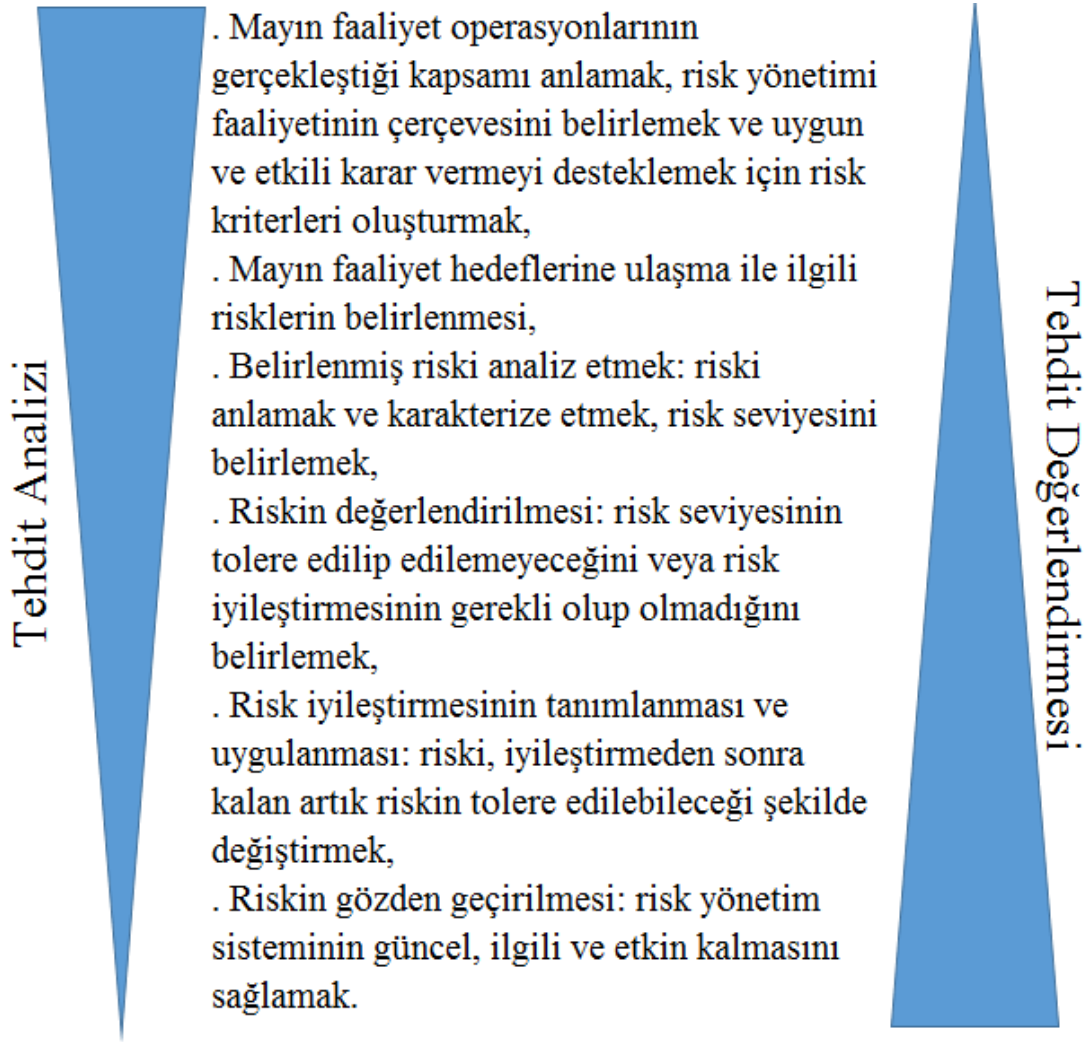 . Mayın faaliyet operasyonlarının
gerçekleştiği kapsamı anlamak, risk yönetimi
faaliyetinin çerçevesini belirlemek ve uygun
ve etkili karar vermeyi desteklemek için risk
kriterleri oluşturmak,
. Mayın faaliyet hedeflerine ulaşma ile ilgili
risklerin belirlenmesi,
. Belirlenmiş riski analiz etmek: riski
anlamak ve karakterize etmek, risk seviyesini
belirlemek,
. Riskin değerlendirilmesi: risk seviyesinin
tolere edilip edilemeyeceğini veya risk
iyileştirmesinin gerekli olup olmadığını
belirlemek,
. Risk iyileştirmesinin tanımlanması ve
uygulanması: riski, iyileştirmeden sonra
kalan artık riskin tolere edilebileceği şekilde
değiştirmek,
. Riskin gözden geçirilmesi: risk yönetim
sisteminin güncel, ilgili ve etkin kalmasını
sağlamak.
Tehdit Analizi
Tehdit Değerlendirmesi